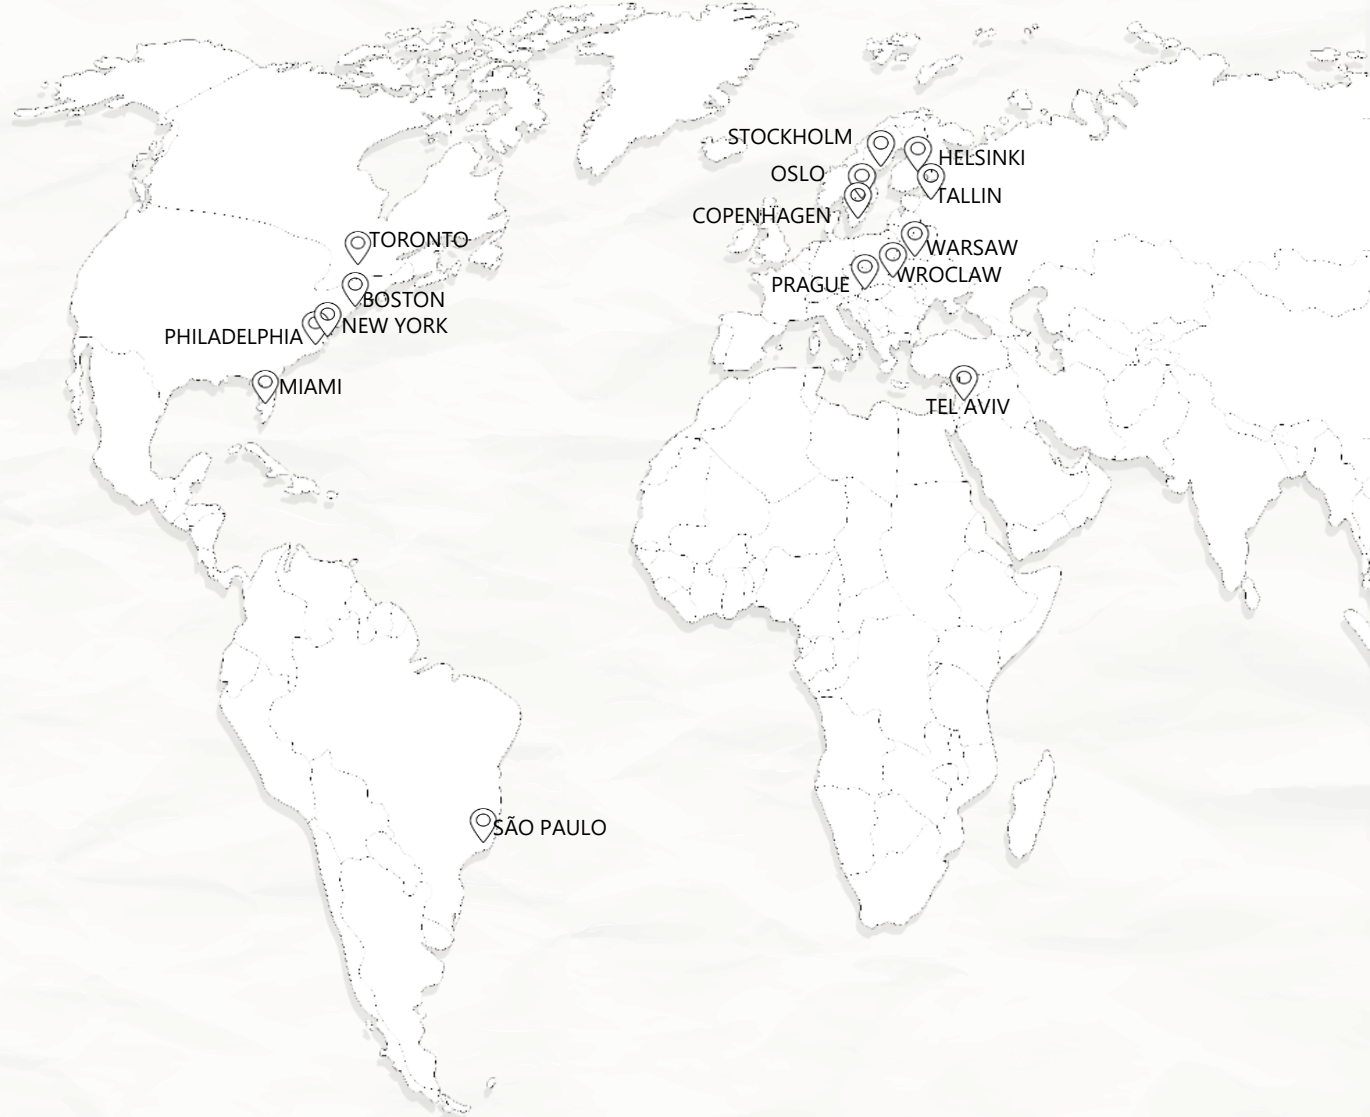 STOCKHOLM
HELSINKI
OSLO
TALLIN
COPENHAGEN
TORONTO
WARSAW
WROCLAW
PRAGUE
BOSTON
NEW YORK
PHILADELPHIA
MIAMI
TEL AVIV
SÃO PAULO